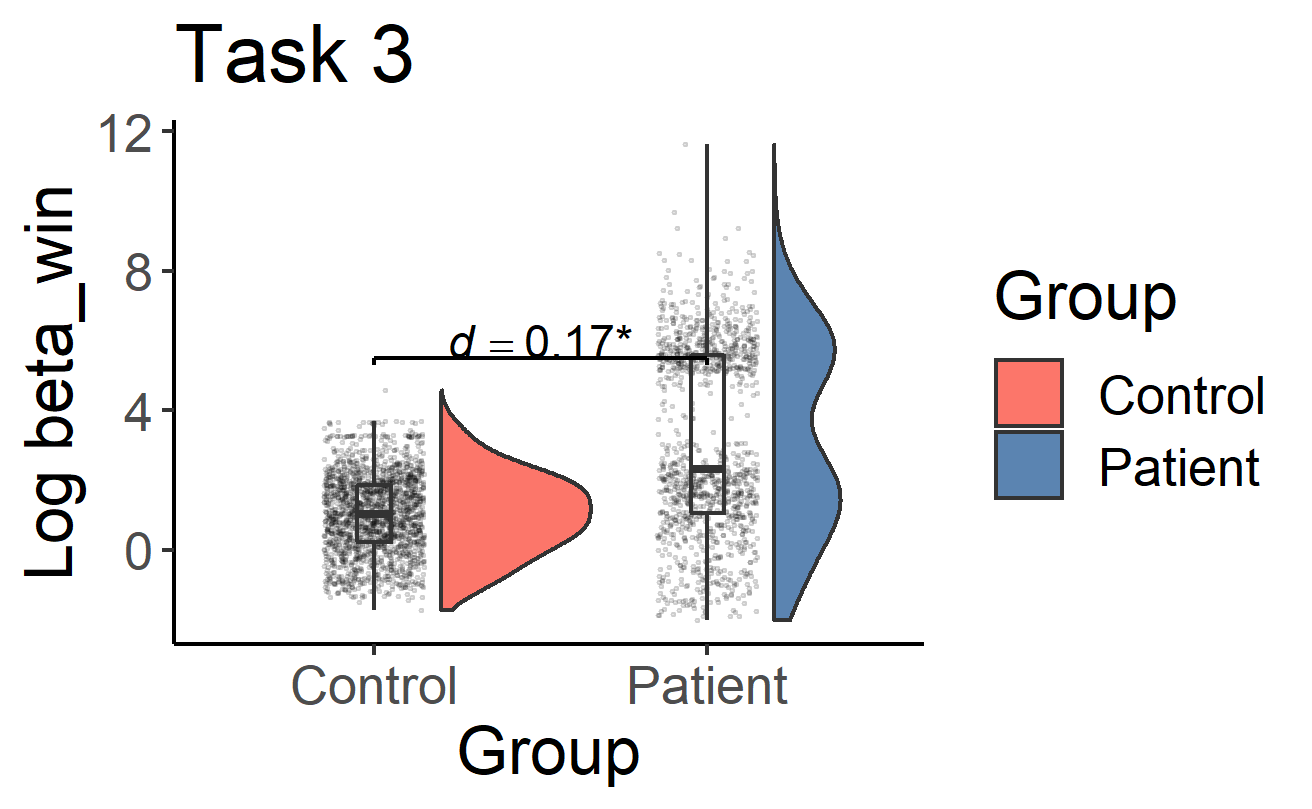 Task 3
Log beta_win
12
8
4
0
d = 0.17*
Control
Patient
Group
Group
Control
Patient